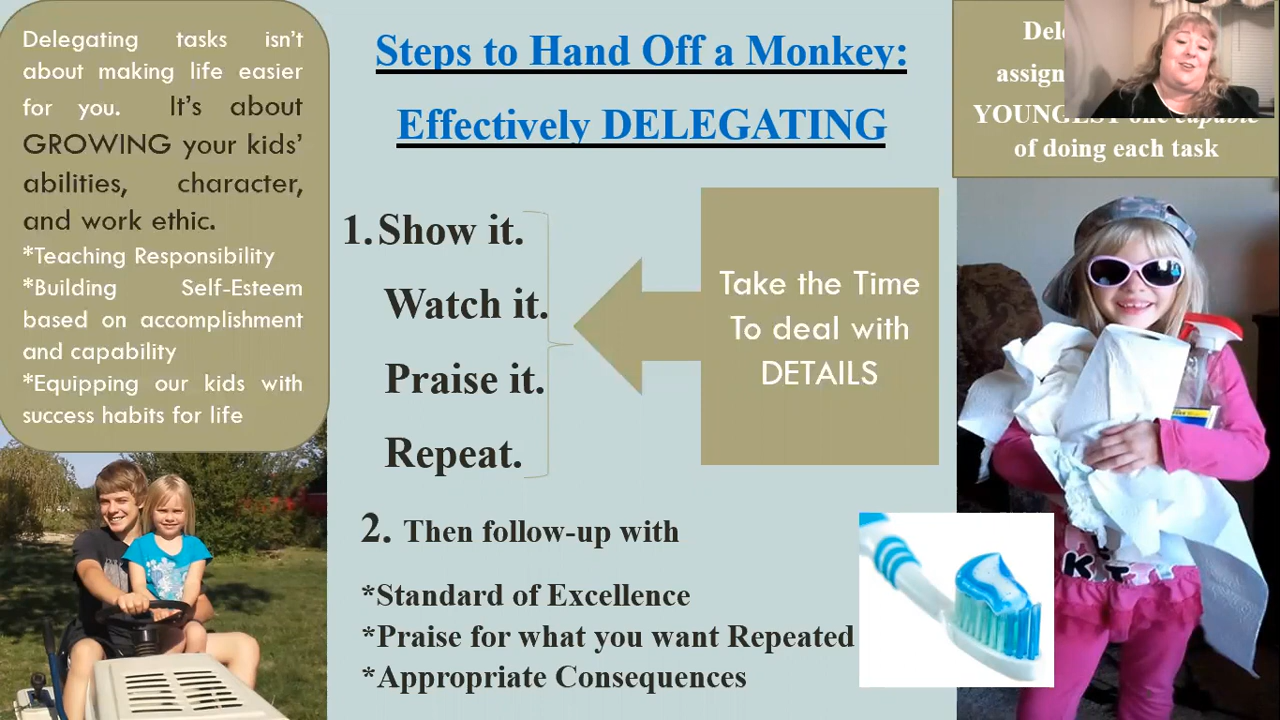 Delegating tasks isn't
about making life easier
for you. It's about
GROWING your kids'
abilities, character,
and work ethic.
*Teaching Responsibility
*Building Self-Esteem
based on accomplishment
and capability
*Equipping our kids with
success habits for life
Steps to Hand Off a Monkey:
Effectively DELEGATING
1. Show it.
Watch it.
Praise it.
Repeat.
Take the Time
To deal with
DETAILS
2. Then follow-up with
*Standard of Excellence
*Praise for what you want Repeated
*Appropriate Consequences
of doing each task